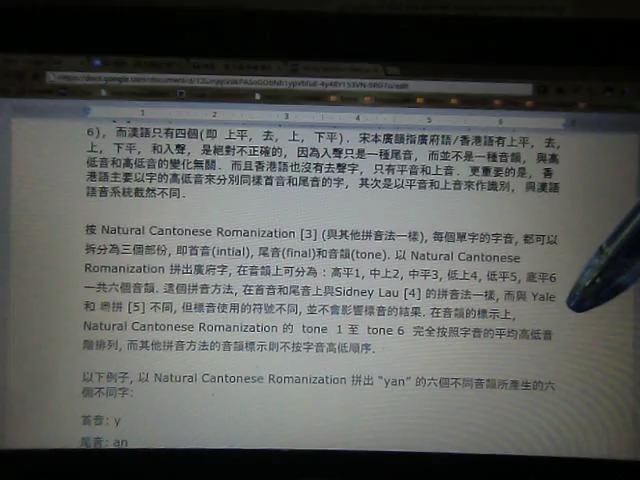 6)， 而漢語只有四個(即 上平， 去， 上， 下平)． 宋本廣韻指廣府語/香港語有上平， 去，
上， 下平， 和入聲， 是絕對不正確的， 因為入聲只是一種尾音， 而並不是一種音韻， 與高
低音和高低音的變化無關． 而且香港語也沒有去聲字， 只有平音和上音． 更重要的是， 香
港語主要以字的高低音來分別同樣首音和尾音的字， 其次是以平音和上音來作識別， 與漢語
語音系統截然不同．
按 Natural Cantonese Romanization [3] (與其他拼音法一樣)， 每個單字的字音， 都可以
拆分為三個部份， 即首音(intial)， 尾音(final)和音韻(tone)． 以 Natural Cantonese
Romanization 拼出廣府字， 在音韻上可分為 : 高平1， 中上2， 中平3， 低上4， 低平5， 底平6
一共六個音韻． 這個拼音方法， 在首音和尾音上與Sidney Lau [4] 的拼音法一樣， 而與 Yale
和 粵拼 [5] 不同， 但標音使用的符號不同， 並不會影響標音的結果． 在音韻的標示上，
Natural Cantonese Romanization 的 tone 1 至 tone 6 完全按照字音的平均高低音
階排列， 而其他拼音方法的音韻標示則不按字音高低順序．
以下例子， 以 Natural Cantonese Romanization 拼出 “yan” 的六個不同音韻所產生的六
個不同字:
首音: y
尾音: an